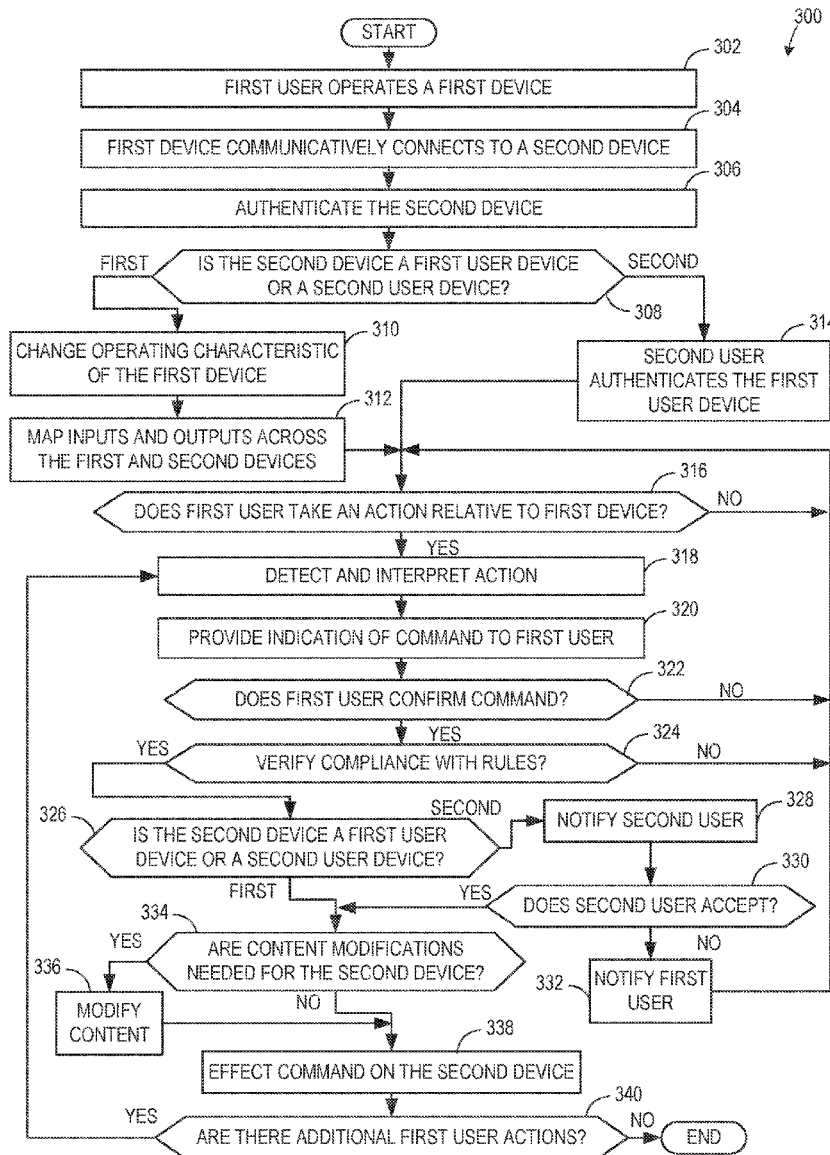 300
START
302
FIRST USER OPERATES A FIRST DEVICE
304
FIRST DEVICE COMMUNICATIVELY CONNECTS TO A SECOND DEVICE
306
AUTHENTICATE THE SECOND DEVICE
FIRST
IS THE SECOND DEVICE A FIRST USER DEVICE
OR A SECOND USER DEVICE?
SECOND
308
310
CHANGE OPERATING CHARACTERISTIC
OF THE FIRST DEVICE
314
SECOND USER
AUTHENTICATES THE FIRST
USER DEVICE
312
MAP INPUTS AND OUTPUTS ACROSS
THE FIRST AND SECOND DEVICES
316
DOES FIRST USER TAKE AN ACTION RELATIVE TO FIRST DEVICE?
NO
YES
318
DETECT AND INTERPRET ACTION
320
PROVIDE INDICATION OF COMMAND TO FIRST USER
322
DOES FIRST USER CONFIRM COMMAND?
NO
YES
324
YES
VERIFY COMPLIANCE WITH RULES?
NO
326
IS THE SECOND DEVICE A FIRST USER
DEVICE OR A SECOND USER DEVICE?
SECOND
328
NOTIFY SECOND USER
330
FIRST
YES
DOES SECOND USER ACCEPT?
334
NO
YES
ARE CONTENT MODIFICATIONS
NEEDED FOR THE SECOND DEVICE?
332
NOTIFY FIRST
USER
336
MODIFY
CONTENT
NO
338
EFFECT COMMAND ON THE SECOND DEVICE
340
YES
ARE THERE ADDITIONAL FIRST USER ACTIONS?
NO
END